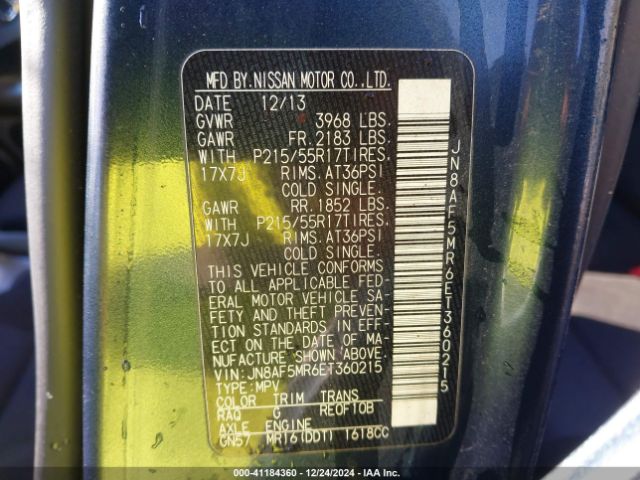 MFD BY. NISSAN MOTOR CO., LTD.
DATE 12/13
GVWR 3968 LBS.
GAWR FR. 2183 LBS.
WITH P215/55R17TIRES.
17X7J RIMS. AT36PSI
COLD SINGLE.
GAWR RR. 1852 LBS.
WITH P215/55R17TIRES.
17X7J RIMS. AT36PSI
COLD SINGLE.
THIS VEHICLE CONFORMS
TO ALL APPLICABLE FED-
ERAL MOTOR VEHICLE SA-
FETY AND THEFT PREVEN-
TION STANDARDS IN EFF-
ECT ON THE DATE OF MA-
NUFACTURE SHOWN ABOVE.
VIN:JN8AF5MR6ET360215
TYPE:MPV
COLOR TRIM TRANS
RAQ G RE0F10B
AXLE ENGINE
GN57 MR16(DDT) 1618CC
JN8AF5MR6ET360215
000-41184360 — 12/24/2024 — IAA Inc.